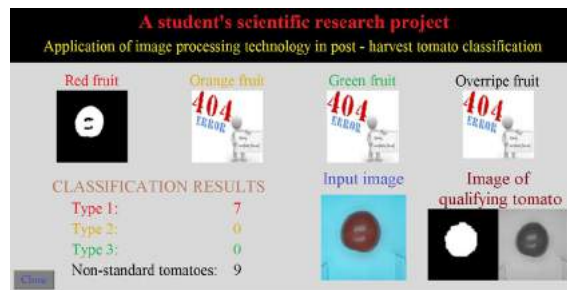 A student's scientific research project
Application of image processing technology in post - harvest tomato classification
Red fruit
Orange fruit
Green fruit
Overripe fruit
404
ERROR
404
ERROR
404
ERROR
CLASSIFICATION RESULTS
Type 1: 7
Type 2: 0
Type 3: 0
Non-standard tomatoes: 9
Input image
Image of
qualifying tomato
Close